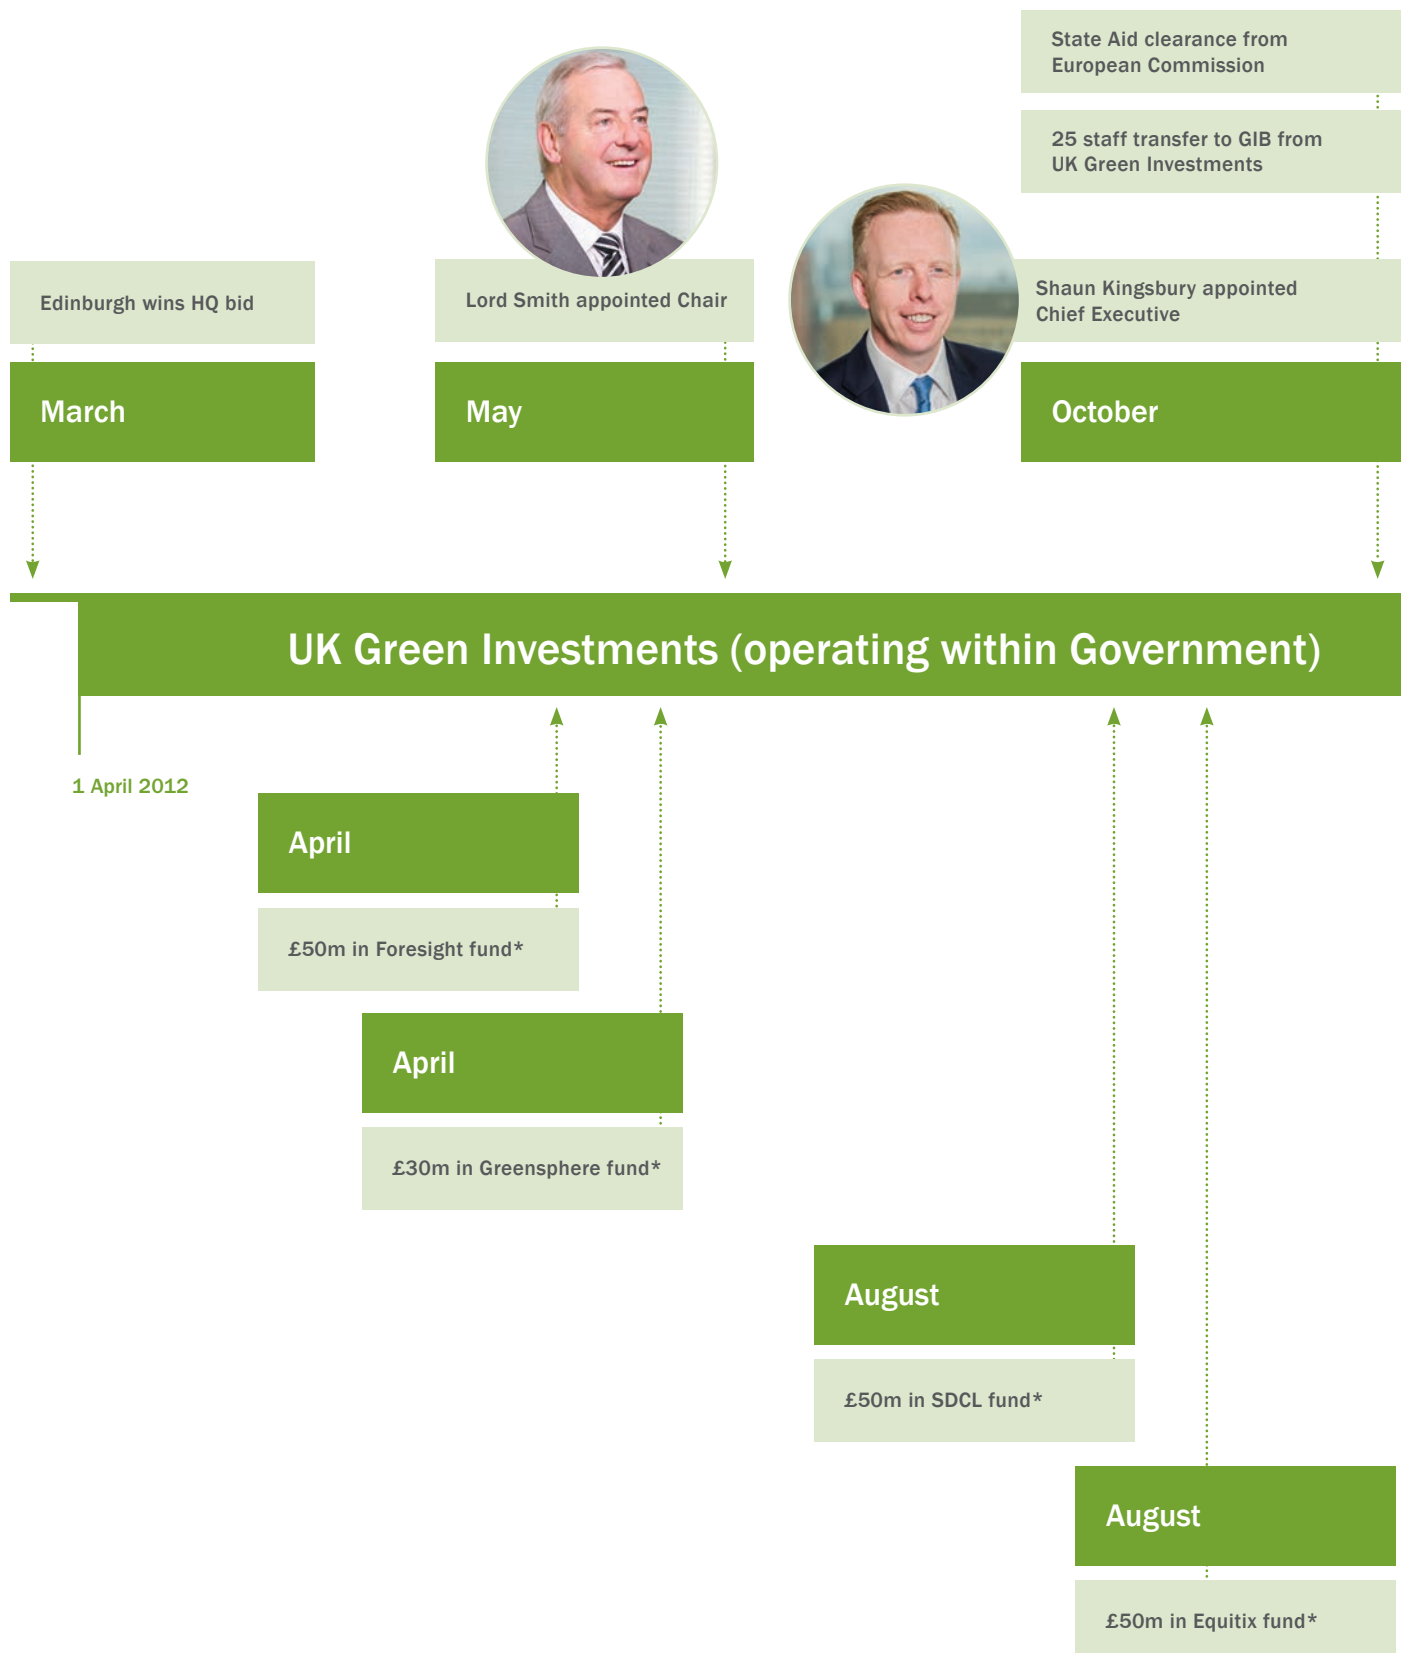 State Aid clearance from
European Commission
25 staff transfer to GIB from
UK Green Investments
Edinburgh wins HQ bid
Lord Smith appointed Chair
Shaun Kingsbury appointed
Chief Executive
March
May
October
UK Green Investments (operating within Government)
1 April 2012
April
£50m in Foresight fund*
April
£30m in Greensphere fund*
August
£50m in SDCL fund*
August
£50m in Equitix fund*